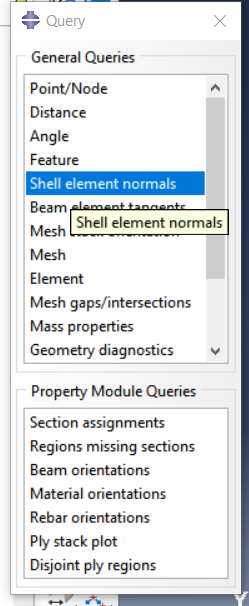 Query
General Queries
Point/Node
Distance
Angle
Feature
Shell element normals
Beam element tangents
Shell element normals
Mesh stack orientation
Mesh
Element
Mesh gaps/intersections
Mass properties
Geometry diagnostics
Property Module Queries
Section assignments
Regions missing sections
Beam orientations
Material orientations
Rebar orientations
Ply stack plot
Disjoint ply regions
Y